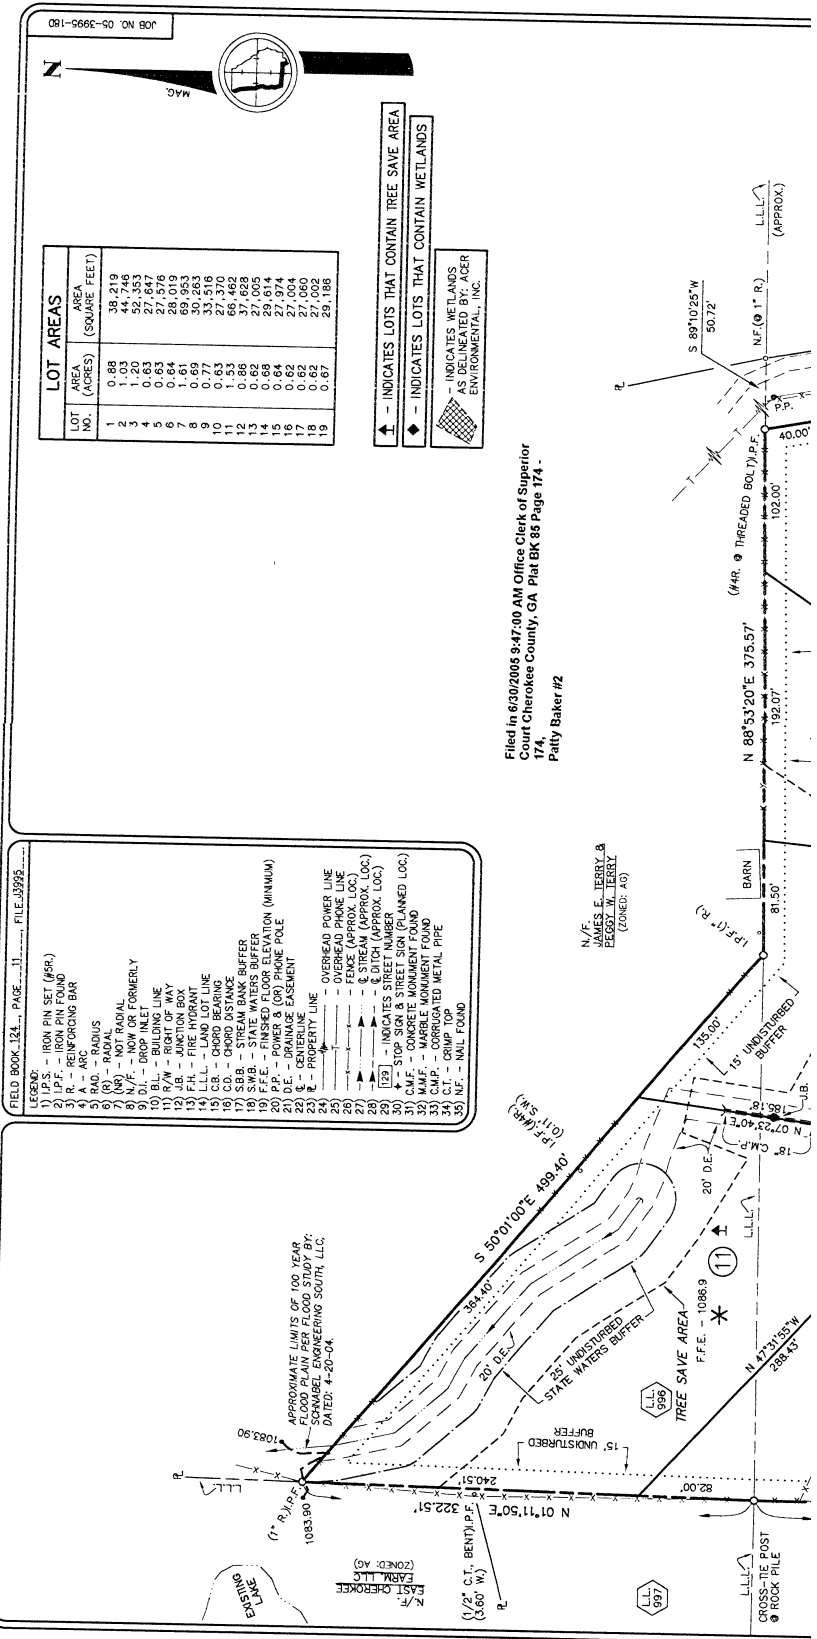 JOB NO. 05-3995-18D
N
MAG.
LOT AREAS
LOT NO. AREA (ACRES) AREA (SQUARE FEET)
1 0.88 38,219
2 1.03 44,746
3 1.20 52,353
4 0.63 27,647
5 0.63 27,576
6 0.64 28,019
7 1.61 69,953
8 0.69 30,263
9 0.77 33,516
10 0.63 27,370
11 1.53 66,462
12 0.86 37,628
13 0.62 27,005
14 0.68 29,614
15 0.64 27,974
16 0.62 27,004
17 0.62 27,060
18 0.62 27,002
19 0.67 29,186
- INDICATES LOTS THAT CONTAIN TREE SAVE AREA
- INDICATES LOTS THAT CONTAIN WETLANDS
- INDICATES WETLANDS
AS DELINEATED BY: ACER
ENVIRONMENTAL, INC.
Filed in 6/30/2005 9:47:00 AM Office Clerk of Superior
Court Cherokee County, GA Plat BK 85 Page 174 -
174,
Patty Baker #2
FIELD BOOK 124, PAGE 11, FILE J3995
LEGEND:
1) I.P.S. - IRON PIN SET (#5R.)
2) I.P.F. - IRON PIN FOUND
3) R. - REINFORCING BAR
4) A - ARC
5) RAD. - RADIUS
6) (R) - RADIAL
7) (NR) - NOT RADIAL
8) N./F. - NOW OR FORMERLY
9) D.I. - DROP INLET
10) B.L. - BUILDING LINE
11) R/W - RIGHT OF WAY
12) J.B. - JUNCTION BOX
13) F.H. - FIRE HYDRANT
14) L.L.L. - LAND LOT LINE
15) C.B. - CHORD BEARING
16) C.D. - CHORD DISTANCE
17) S.B.B. - STREAM BANK BUFFER
18) S.W.B. - STATE WATERS BUFFER
19) F.F.E. - FINISHED FLOOR ELEVATION (MINIMUM)
20) P.P. - POWER & (OR) PHONE POLE
21) D.E. - DRAINAGE EASEMENT
22) ℄ - CENTERLINE
23) ⅊ - PROPERTY LINE
24) - OVERHEAD POWER LINE
25) T - OVERHEAD PHONE LINE
26) x - FENCE (APPROX. LOC.)
27) - ℄ STREAM (APPROX. LOC.)
28) - ℄ DITCH (APPROX. LOC.)
29) 129 - INDICATES STREET NUMBER
30) - STOP SIGN & STREET SIGN (PLANNED LOC.)
31) C.M.F. - CONCRETE MONUMENT FOUND
32) M.M.F. - MARBLE MONUMENT FOUND
33) C.M.P. - CORRUGATED METAL PIPE
34) C.T. - CRIMP TOP
35) N.F. - NAIL FOUND
L.L.L.
(APPROX.)
S 89°10'25"W
50.72'
N.F.(@ 1" R.)
⅊
P.P.
40.00'
(#4R. @ THREADED BOLT)I.P.F.
102.00'
N 88°53'20"E 375.57'
192.07'
N./F.
JAMES E. TERRY &
PEGGY W. TERRY
(ZONED: AG)
BARN
81.50'
I.P.F.(1" R.)
135.00'
15' UNDISTURBED
BUFFER
I.P.F.(#4R.)
(0.11' S.W.)
S 50°01'00"E 499.40'
364.40'
185.18'
N 07°23'40"E
18" C.M.P.
J.B.
20' D.E.
L.L.L.
APPROXIMATE LIMITS OF 100 YEAR
FLOOD PLAIN PER FLOOD STUDY BY:
SCHNABEL ENGINEERING SOUTH, LLC,
DATED: 4-20-04.
1083.90
20' D.E.
25' UNDISTURBED
STATE WATERS BUFFER
11
F.F.E. - 1086.9
TREE SAVE AREA
L.L.
996
N 47°31'55"W
288.43'
15' UNDISTURBED
BUFFER
⅊
L.L.L.
(1" R.)I.P.F.
1083.90
240.51'
N 01°11'50"E 322.51'
82.00'
(1/2" C.T., BENT)I.P.F.
(3.60' W.)
⅊
N./F.
EAST CHEROKEE
FARM, LLC
(ZONED: AG)
EXISTING
LAKE
L.L.
997
L.L.L.
CROSS-TIE POST
@ ROCK PILE